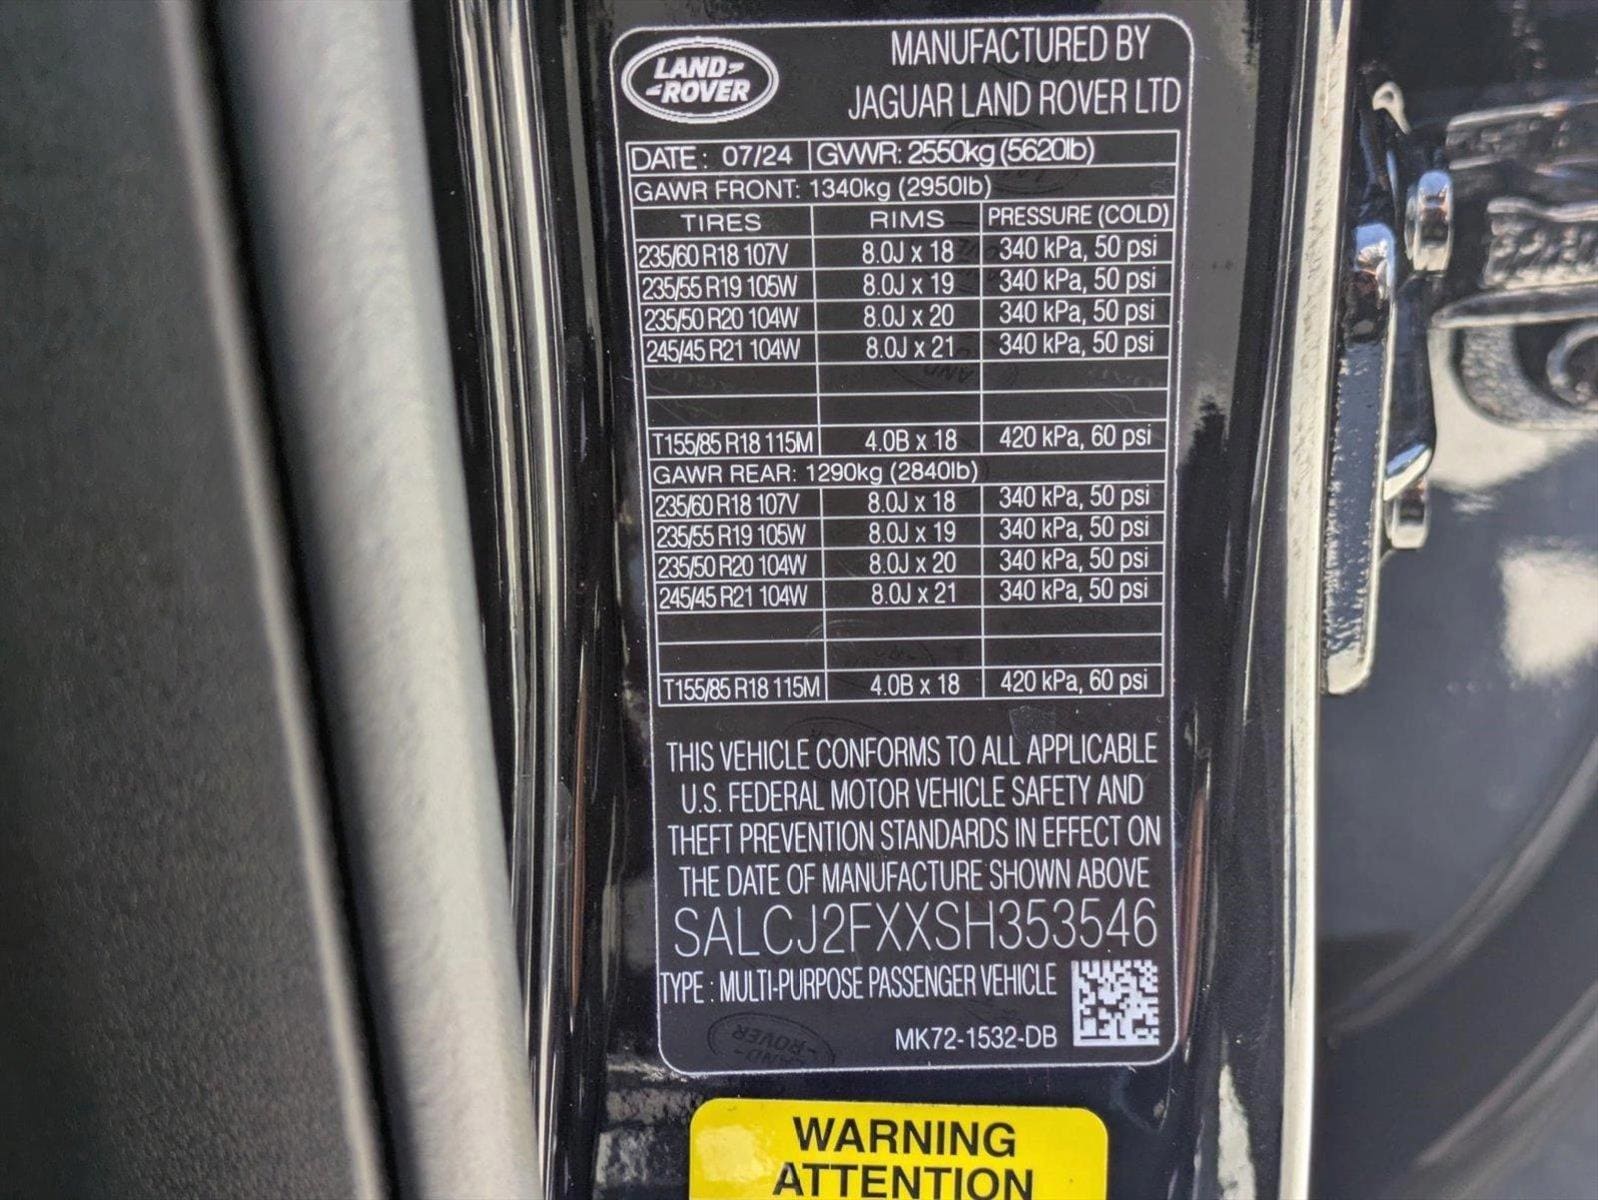 LAND-
-ROVER
MANUFACTURED BY
JAGUAR LAND ROVER LTD
DATE: 07/24 GVWR: 2550kg (5620lb)
GAWR FRONT: 1340kg (2950lb)
TIRES RIMS PRESSURE (COLD)
235/60 R18 107V 8.0J x 18 340 kPa, 50 psi
235/55 R19 105W 8.0J x 19 340 kPa, 50 psi
235/50 R20 104W 8.0J x 20 340 kPa, 50 psi
245/45 R21 104W 8.0J x 21 340 kPa, 50 psi
T155/85 R18 115M 4.0B x 18 420 kPa, 60 psi
GAWR REAR: 1290kg (2840lb)
235/60 R18 107V 8.0J x 18 340 kPa, 50 psi
235/55 R19 105W 8.0J x 19 340 kPa, 50 psi
235/50 R20 104W 8.0J x 20 340 kPa, 50 psi
245/45 R21 104W 8.0J x 21 340 kPa, 50 psi
T155/85 R18 115M 4.0B x 18 420 kPa, 60 psi
THIS VEHICLE CONFORMS TO ALL APPLICABLE
U.S. FEDERAL MOTOR VEHICLE SAFETY AND
THEFT PREVENTION STANDARDS IN EFFECT ON
THE DATE OF MANUFACTURE SHOWN ABOVE
SALCJ2FXXSH353546
TYPE : MULTI-PURPOSE PASSENGER VEHICLE
MK72-1532-DB
LAND-
-ROVER
WARNING
ATTENTION